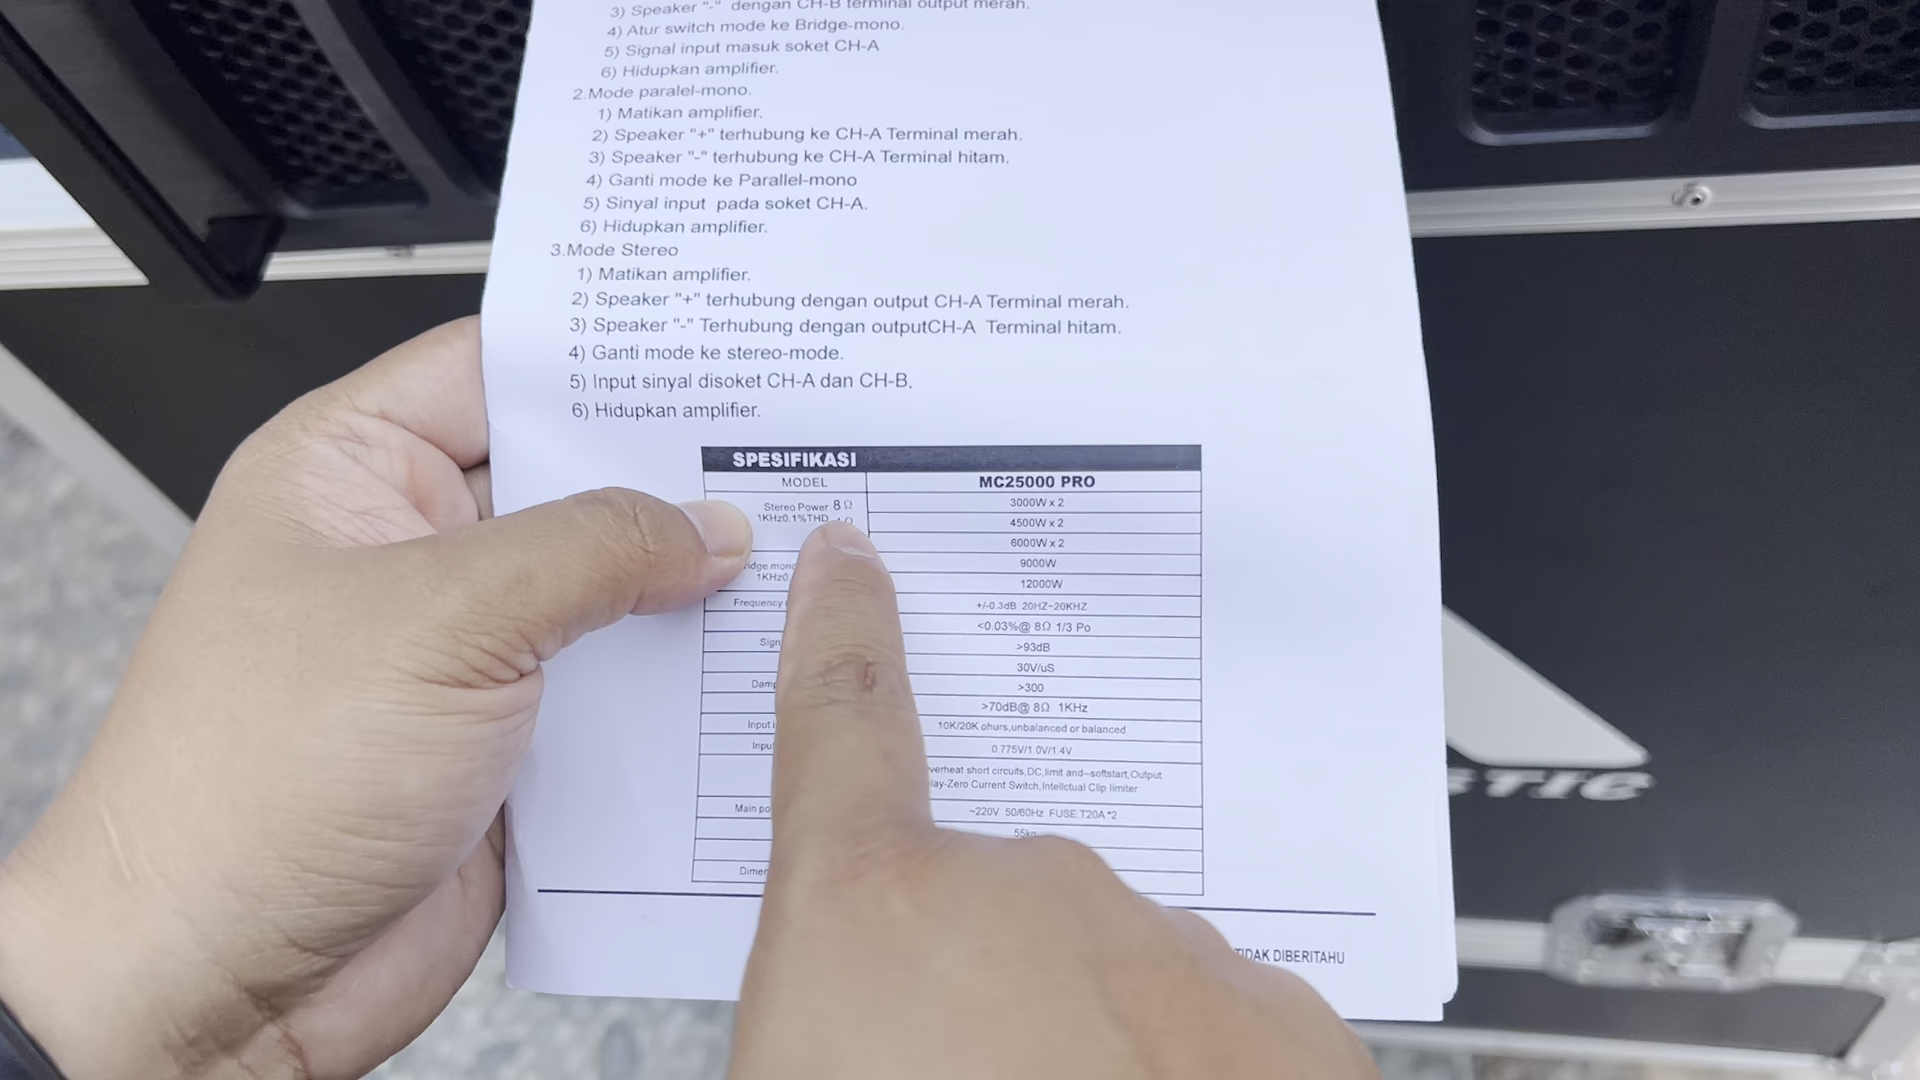 3) Speaker "-" dengan CH-B terminal output merah.
4) Atur switch mode ke Bridge-mono.
5) Signal input masuk soket CH-A
6) Hidupkan amplifier.
2.Mode paralel-mono.
1) Matikan amplifier.
2) Speaker "+" terhubung ke CH-A Terminal merah.
3) Speaker "-" terhubung ke CH-A Terminal hitam.
4) Ganti mode ke Parallel-mono
5) Sinyal input pada soket CH-A.
6) Hidupkan amplifier.
3.Mode Stereo
1) Matikan amplifier.
2) Speaker "+" terhubung dengan output CH-A Terminal merah.
3) Speaker "-" Terhubung dengan outputCH-A Terminal hitam.
4) Ganti mode ke stereo-mode.
5) Input sinyal disoket CH-A dan CH-B.
6) Hidupkan amplifier.
SPESIFIKASI
MODEL MC25000 PRO
Stereo Power 8 Ω 3000W x 2
1KHz0.1%THD 4500W x 2
6000W x 2
mono 9000W
1KHz0. 12000W
Frequency +/-0.3dB 20HZ~20KHZ
<0.03%@ 8Ω 1/3 Po
>93dB
30V/uS
>300
>70dB@ 8Ω 1KHz
Input 10K/20K ohurs,unbalanced or balanced
Input 0.775V/1.0V/1.4V
short circuits,DC,limit and--softstart,Output
-Zero Current Switch,Intellctual Clip limiter
Main ~220V 50/60Hz FUSE:T20A*2
55kg
TIDAK DIBERITAHU
STIC